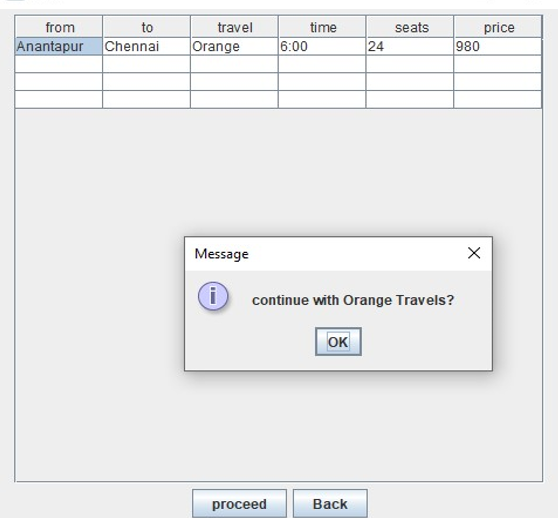 from to travel time seats price
Anantapur Chennai Orange 6:00 24 980
Message
continue with Orange Travels?
OK
proceed Back